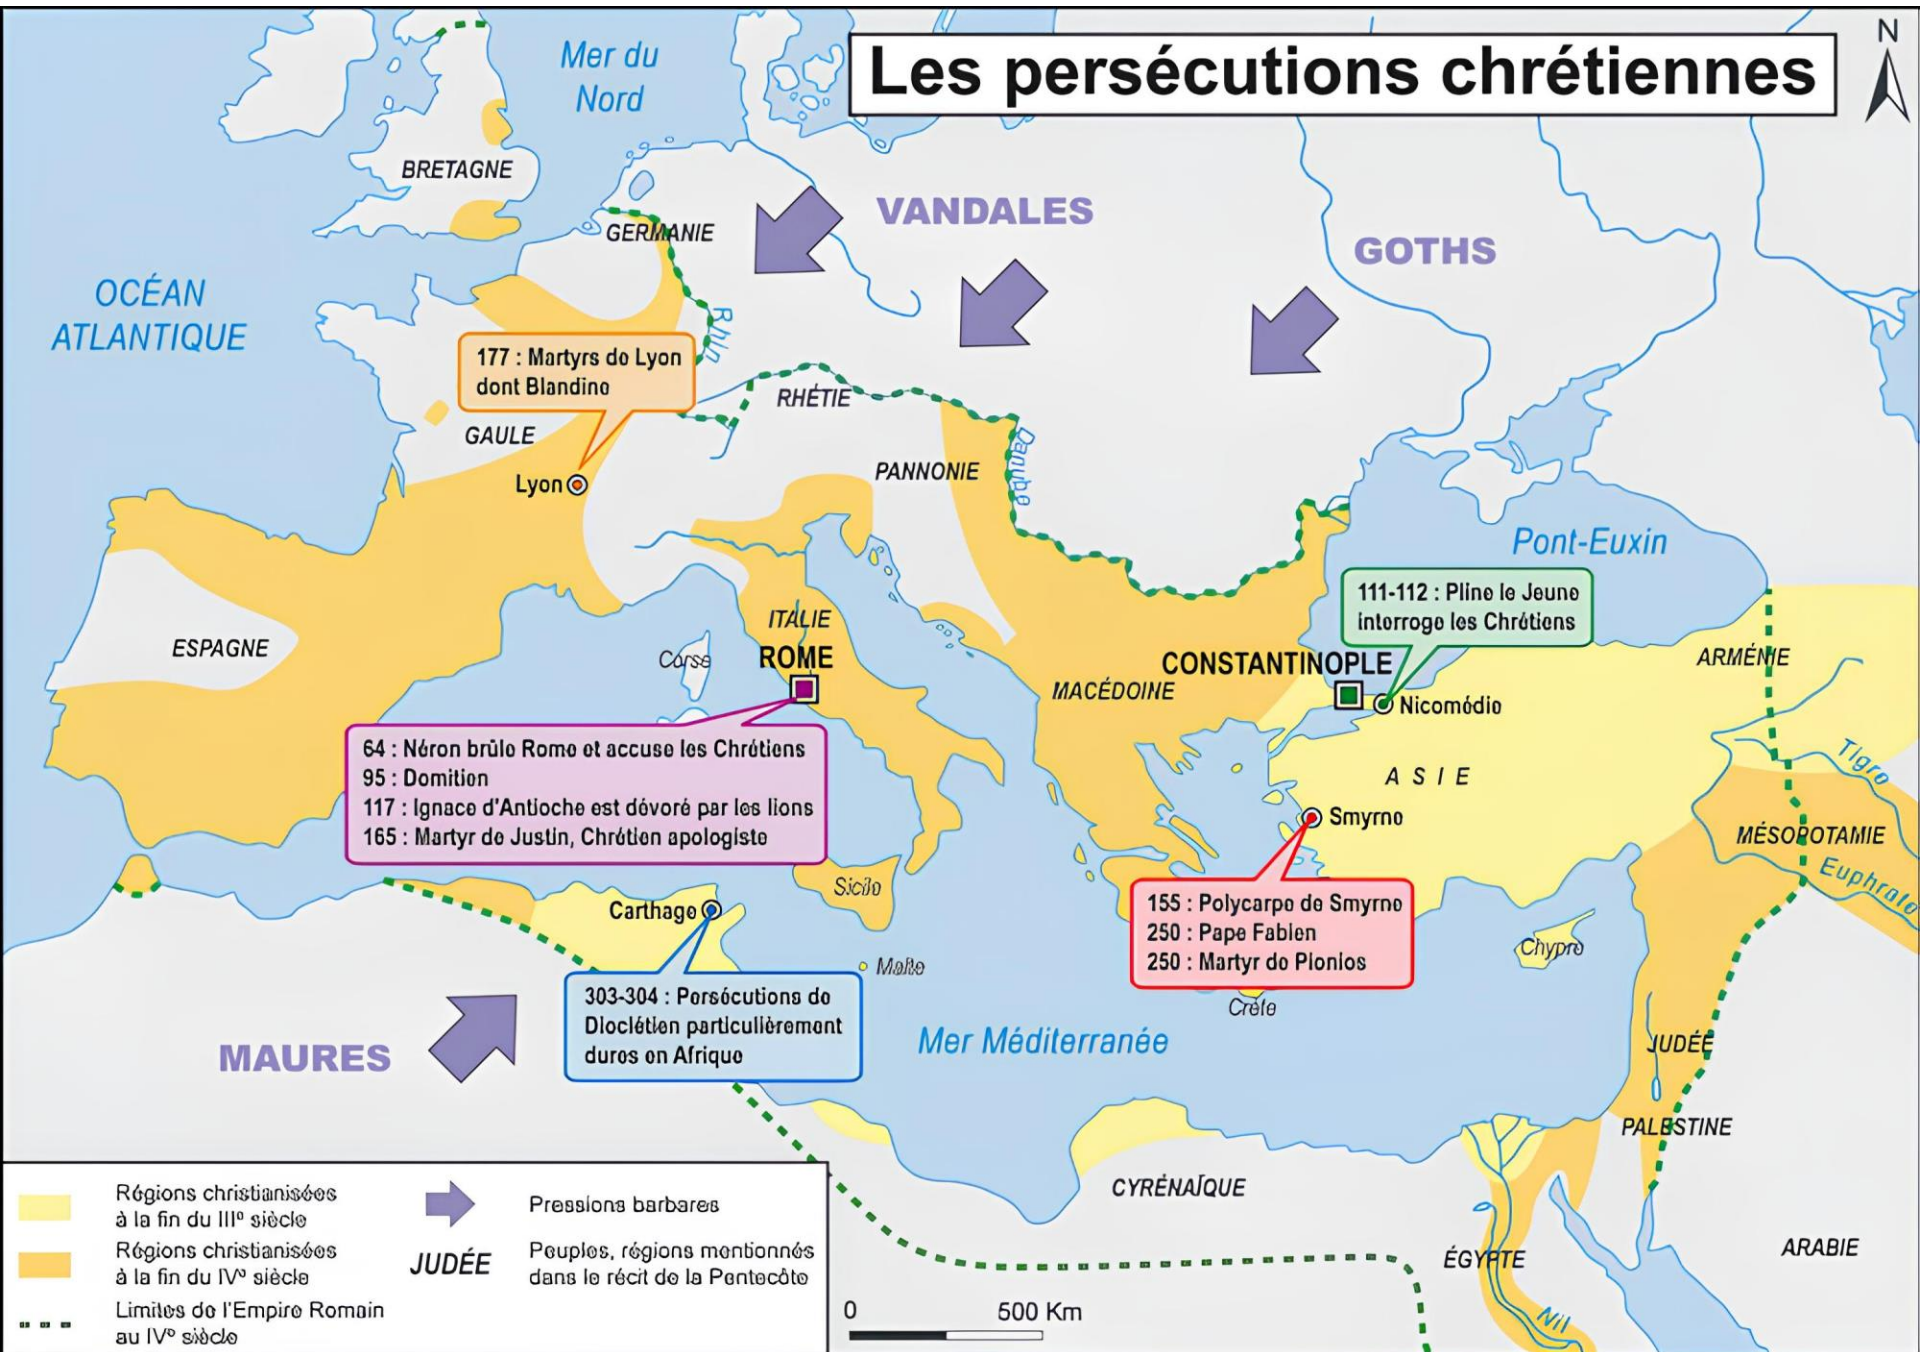 Les persécutions chrétiennes
N
Mer du
Nord
BRETAGNE
VANDALES
GERMANIE
GOTHS
OCÉAN
ATLANTIQUE
Rhin
177 : Martyrs de Lyon
dont Blandine
RHÉTIE
GAULE
Danube
PANNONIE
Lyon
Pont-Euxin
111-112 : Pline le Jeune
interroge les Chrétiens
ITALIE
ESPAGNE
Corse
ROME
CONSTANTINOPLE
ARMÉNIE
MACÉDOINE
Nicomédie
64 : Néron brûle Rome et accuse les Chrétiens
95 : Domitien
117 : Ignace d'Antioche est dévoré par les lions
165 : Martyr de Justin, Chrétien apologiste
ASIE
Tigre
Smyrne
MÉSOPOTAMIE
Euphrate
Sicile
Carthage
155 : Polycarpe de Smyrne
250 : Pape Fabien
250 : Martyr de Pionios
Chypre
Malte
303-304 : Persécutions de
Dioclétien particulièrement
dures en Afrique
Crète
Mer Méditerranée
MAURES
JUDÉE
PALESTINE
CYRÉNAÏQUE
ÉGYPTE
ARABIE
Nil
Régions christianisées
à la fin du IIIe siècle
Régions christianisées
à la fin du IVe siècle
Limites de l'Empire Romain
au IVe siècle
Pressions barbares
JUDÉE
Peuples, régions mentionnés
dans le récit de la Pentecôte
0 500 Km